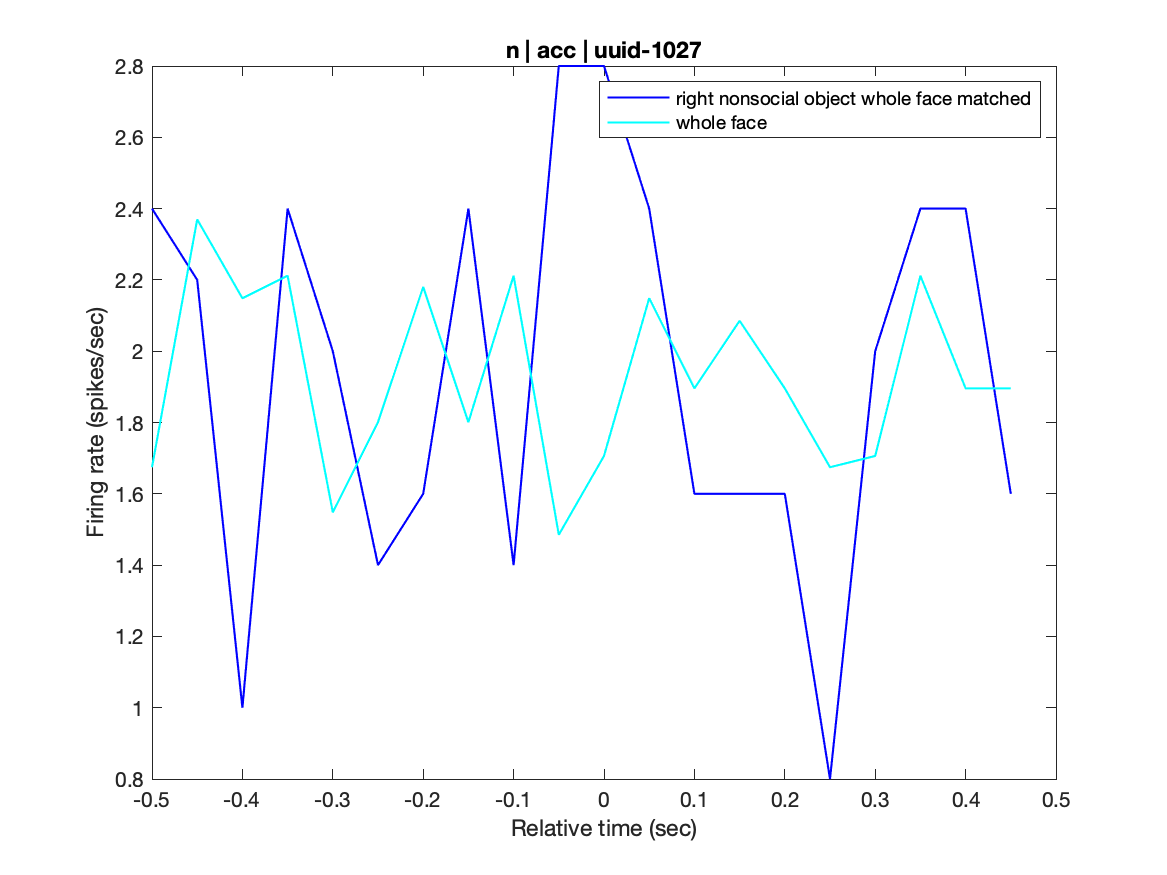 n | acc | uuid-1027
right nonsocial object whole face matched
whole face
Firing rate (spikes/sec)
2.8
2.6
2.4
2.2
2
1.8
1.6
1.4
1.2
1
0.8
-0.5 -0.4 -0.3 -0.2 -0.1 0 0.1 0.2 0.3 0.4 0.5
Relative time (sec)